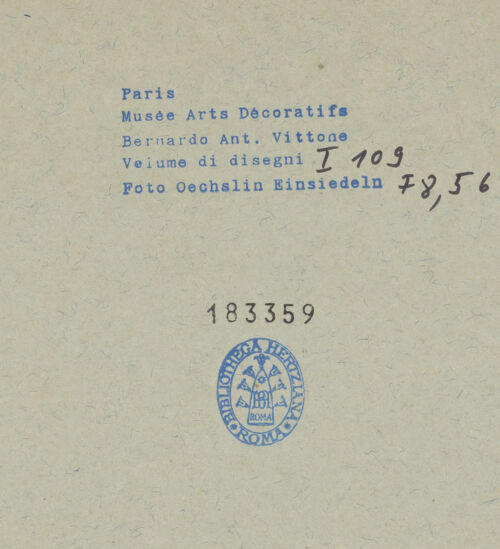 Paris
Musée Arts Décoratifs
Bernardo Ant. Vittone
Volume di disegni I 109
Foto Oechslin Einsiedeln 78,56
183359
BIBLIOTHECA HERTZIANA
BH
ROMA
ROMA